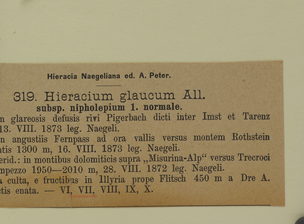 Hieracia Naegeliana ed. A. Peter.
319. Hieracium glaucum All.
subsp. nipholepium 1. normale.
n glareosis defusis rivi Pigerbach dicti inter Imst et Tarenz
13. VIII. 1873 leg. Naegeli.
n angustiis Fernpass ad ora vallis versus montem Rothstein
atis 1300 m, 16. VIII. 1873 leg. Naegeli.
erid.: in montibus dolomiticis supra „Misurina-Alp“ versus Trecroci
mpezzo 1950—2010 m, 28. VIII. 1872 leg. Naegeli.
culta, e fructibus in Illyria prope Flitsch 450 m a Dre A.
ctis enata. — VI, VII, VIII, IX, X.